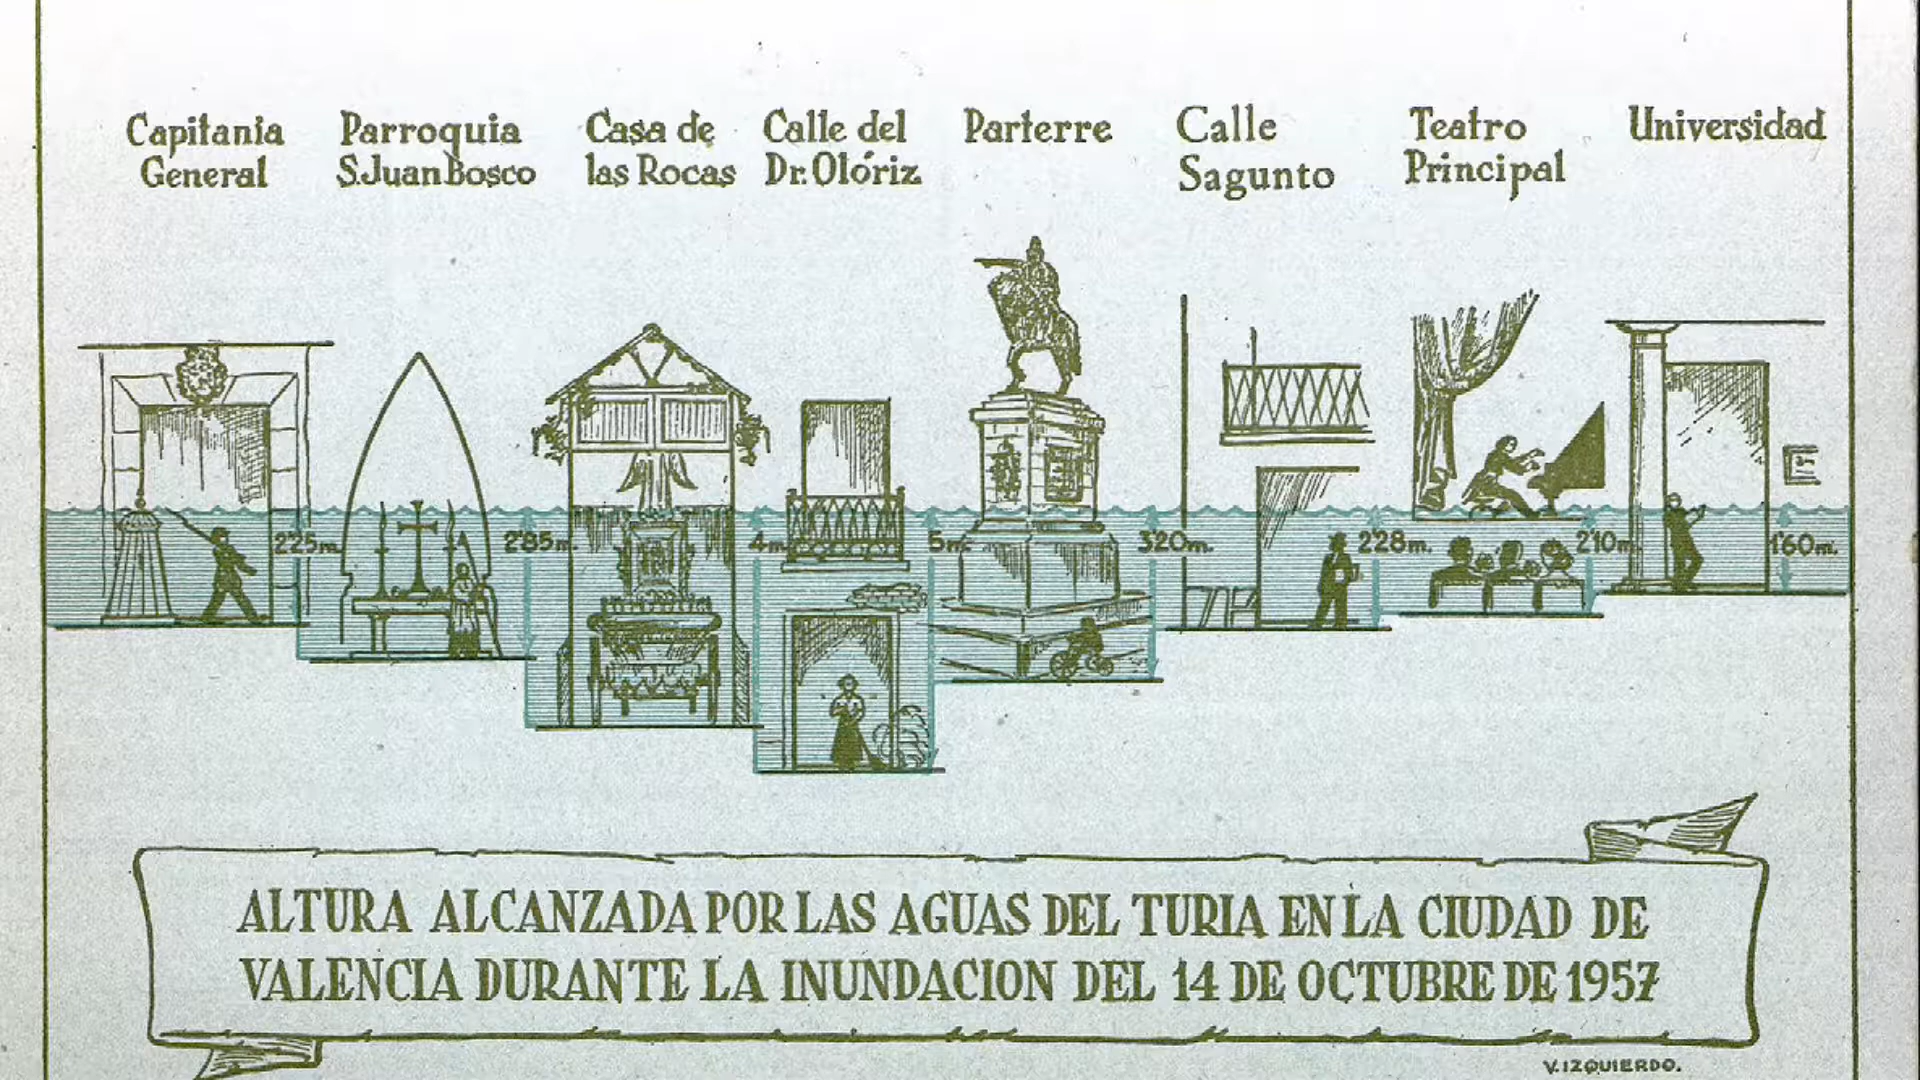 Capitania
General
Parroquia
S.Juan Bosco
Casa de
las Rocas
Calle del
Dr. Olóriz
Parterre
Calle
Sagunto
Teatro
Principal
Universidad
2'25m.
2'85m.
4m.
5m.
3'20m.
2'28m.
2'10m.
1'60m.
ALTURA ALCANZADA POR LAS AGUAS DEL TURIA EN LA CIUDAD DE
VALENCIA DURANTE LA INUNDACION DEL 14 DE OCTUBRE DE 1957
V. IZQUIERDO.